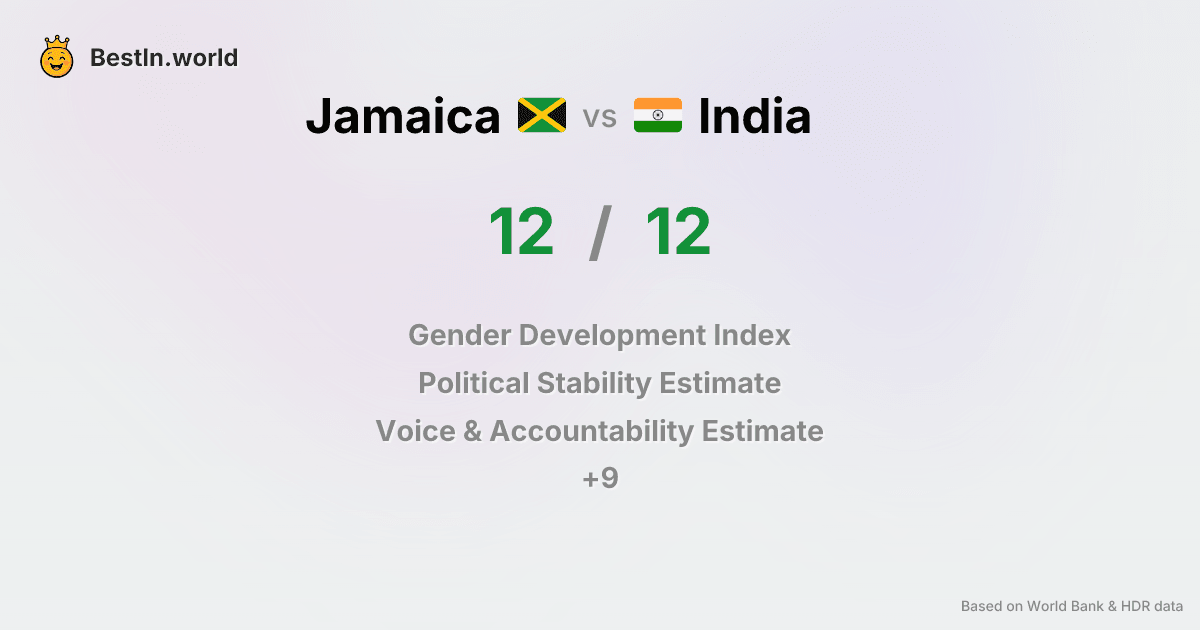 BestIn.world
Jamaica vs India
12 / 12
Gender Development Index
Political Stability Estimate
Voice & Accountability Estimate
+9
Based on World Bank & HDR data